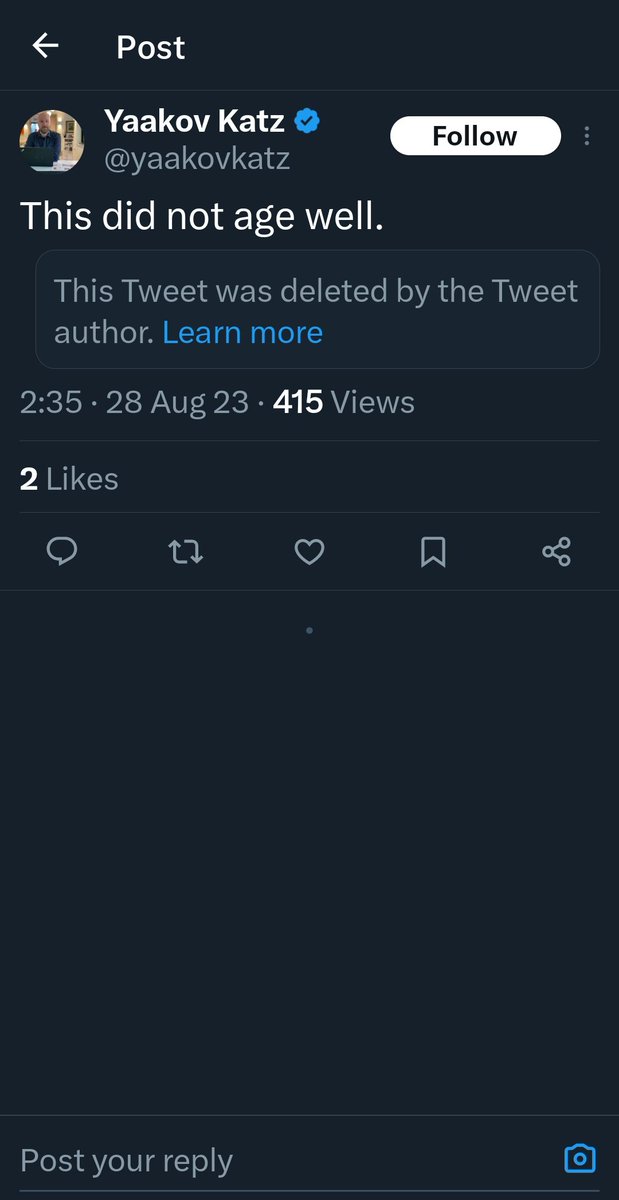 Post
Yaakov Katz
@yaakovkatz
Follow
This did not age well.
This Tweet was deleted by the Tweet
author. Learn more
2:35 · 28 Aug 23 · 415 Views
2 Likes
Post your reply